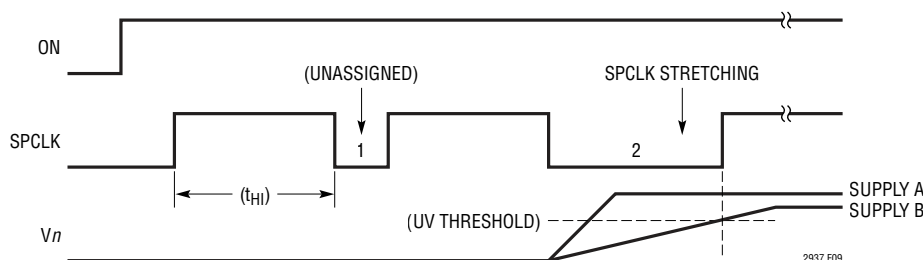 ON
(UNASSIGNED)
SPCLK STRETCHING
SPCLK
1
2
(tHI)
SUPPLY A
SUPPLY B
(UV THRESHOLD)
Vn
2937 F09